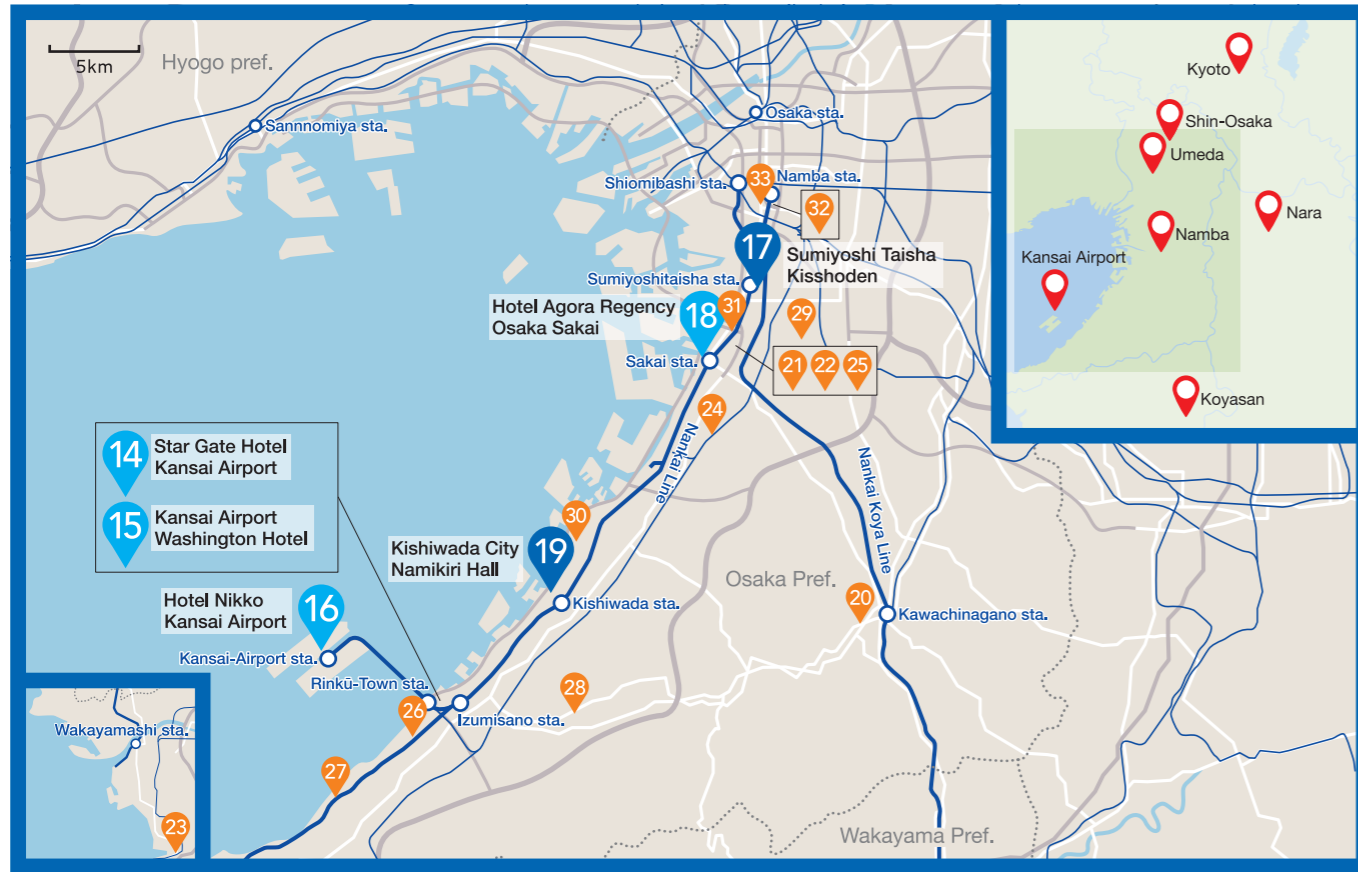 5km
Hyogo pref.
Sannnomiya sta.
Osaka sta.
Shiomibashi sta.
33
Namba sta.
32
17
Sumiyoshi Taisha
Kisshoden
Sumiyoshitaisha sta.
Hotel Agora Regency
Osaka Sakai
18
31
29
Sakai sta.
21
22
25
24
Nankai Line
Nankai Koya Line
14
Star Gate Hotel
Kansai Airport
15
Kansai Airport
Washington Hotel
30
Kishiwada City
Namikiri Hall
19
Osaka Pref.
Hotel Nikko
Kansai Airport
16
Kishiwada sta.
20
Kawachinagano sta.
Kansai-Airport sta.
Rinkū-Town sta.
28
26
Izumisano sta.
27
Wakayama Pref.
Wakayamashi sta.
23
Kyoto
Shin-Osaka
Umeda
Nara
Namba
Kansai Airport
Koyasan